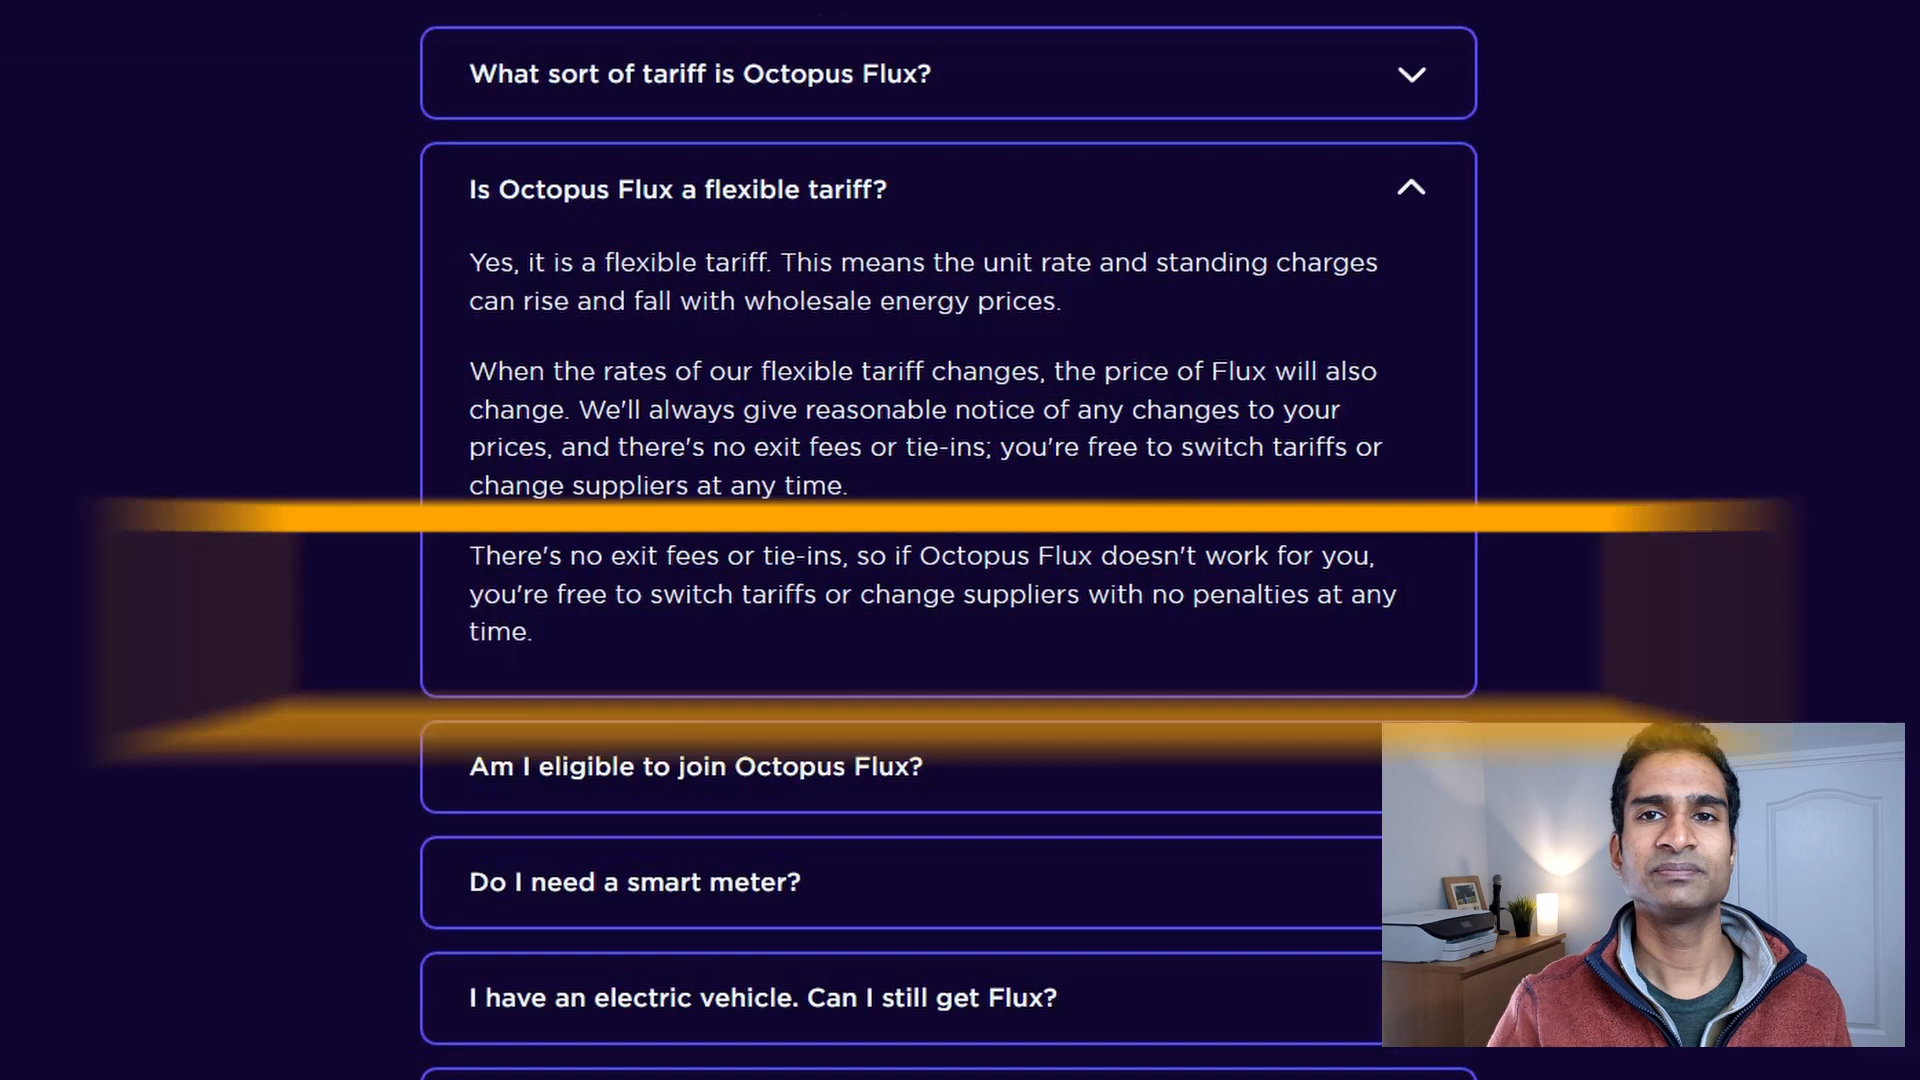 What sort of tariff is Octopus Flux?
Is Octopus Flux a flexible tariff?
Yes, it is a flexible tariff. This means the unit rate and standing charges
can rise and fall with wholesale energy prices.
When the rates of our flexible tariff changes, the price of Flux will also
change. We'll always give reasonable notice of any changes to your
prices, and there's no exit fees or tie-ins; you're free to switch tariffs or
change suppliers at any time.
There's no exit fees or tie-ins, so if Octopus Flux doesn't work for you,
you're free to switch tariffs or change suppliers with no penalties at any
time.
Am I eligible to join Octopus Flux?
Do I need a smart meter?
I have an electric vehicle. Can I still get Flux?